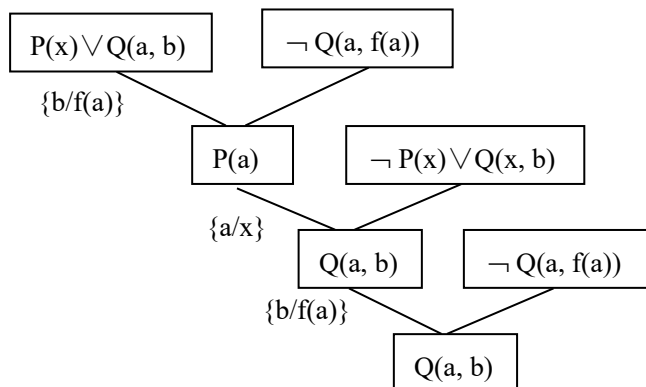 P(x)∨Q(a, b)
¬ Q(a, f(a))
{b/f(a)}
P(a)
¬ P(x)∨Q(x, b)
{a/x}
Q(a, b)
¬ Q(a, f(a))
{b/f(a)}
Q(a, b)